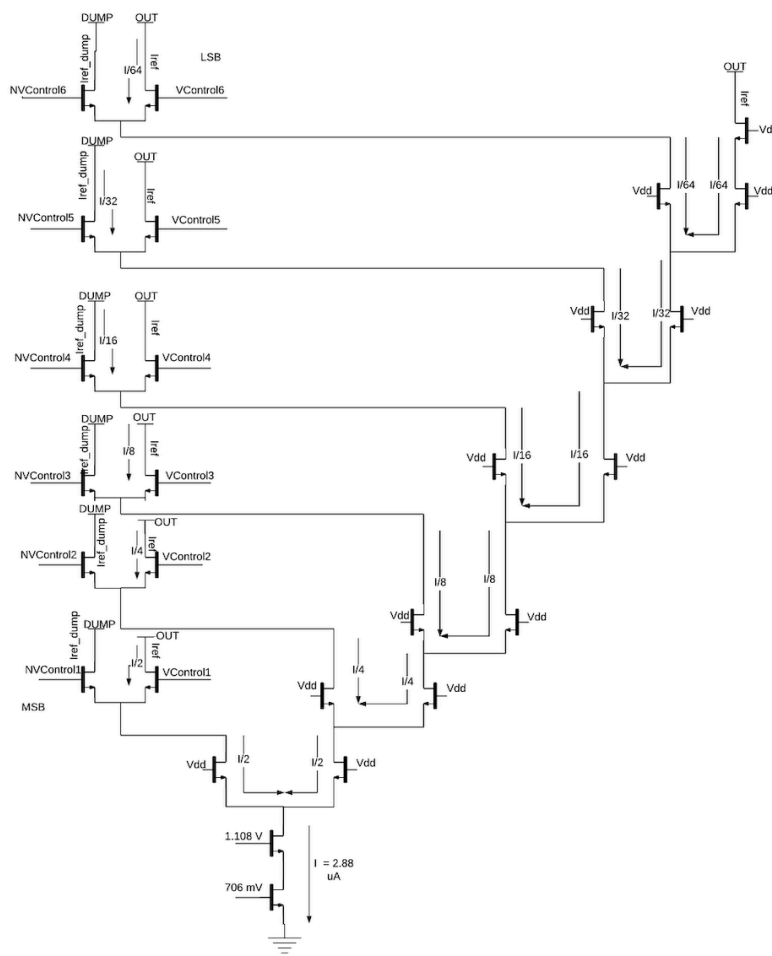 DUMP OUT
Iref_dump
Iref
LSB
I/64
NVControl6 VControl6
OUT
Iref
Vd
DUMP
OUT
Iref_dump
Iref
I/32
NVControl5 VControl5
Vdd
I/64 I/64
Vdd
DUMP OUT
Iref_dump
Iref
I/16
NVControl4 VControl4
Vdd
I/32 I/32
Vdd
DUMP OUT
Iref_dump
Iref
I/8
NVControl3 VControl3
Vdd
I/16 I/16
Vdd
DUMP
OUT
Iref_dump
Iref
I/4
NVControl2 VControl2
I/8 I/8
Vdd Vdd
DUMP
OUT
Iref_dump
Iref
I/2
NVControl1 VControl1
I/4 I/4
Vdd Vdd
MSB
Vdd I/2 I/2 Vdd
1.108 V
I = 2.88
uA
706 mV